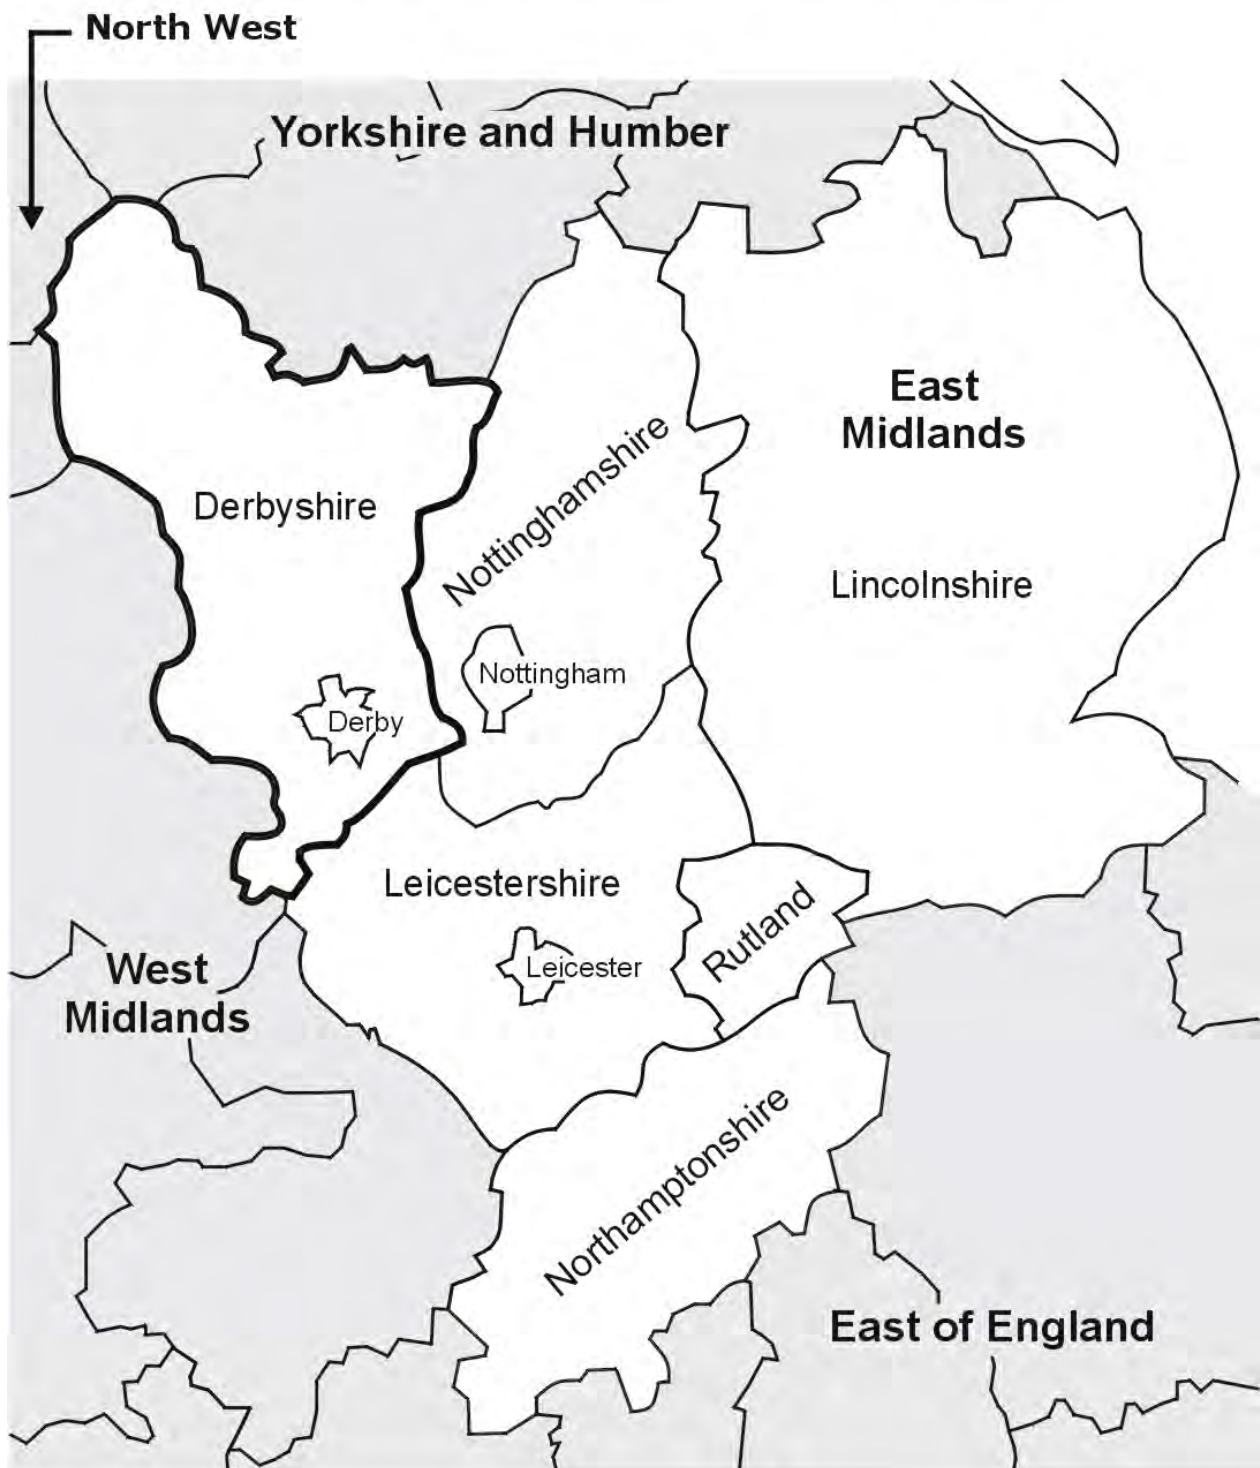 North West
Yorkshire and Humber
East
Midlands
Derbyshire
Nottinghamshire
Lincolnshire
Nottingham
Derby
Leicestershire
Rutland
Leicester
West
Midlands
Northamptonshire
East of England